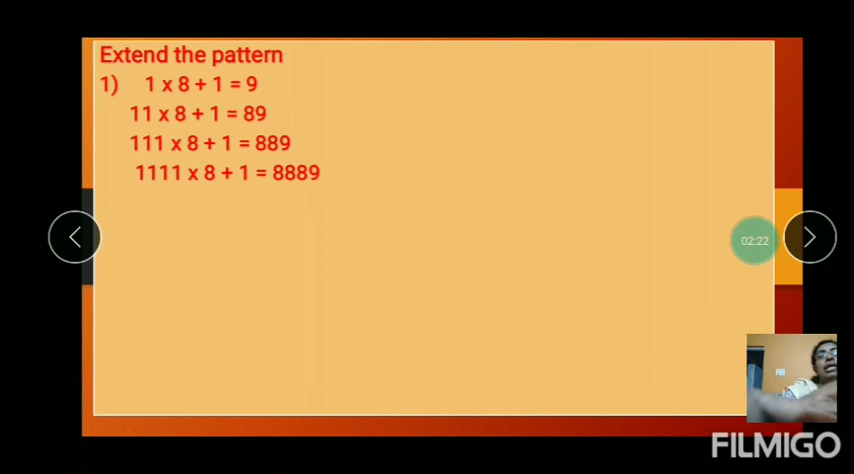 Extend the pattern
1) 1 x 8 + 1 = 9
11 x 8 + 1 = 89
111 x 8 + 1 = 889
1111 x 8 + 1 = 8889
02:22
FILMIGO